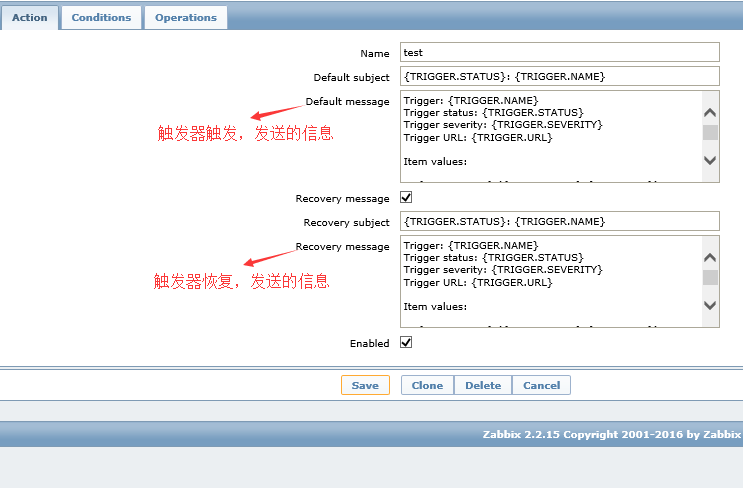 Action Conditions Operations
Name test
Default subject {TRIGGER.STATUS}: {TRIGGER.NAME}
Default message Trigger: {TRIGGER.NAME}
Trigger status: {TRIGGER.STATUS}
Trigger severity: {TRIGGER.SEVERITY}
Trigger URL: {TRIGGER.URL}
触发器触发，发送的信息
Item values:
Recovery message
Recovery subject {TRIGGER.STATUS}: {TRIGGER.NAME}
Recovery message Trigger: {TRIGGER.NAME}
Trigger status: {TRIGGER.STATUS}
Trigger severity: {TRIGGER.SEVERITY}
Trigger URL: {TRIGGER.URL}
触发器恢复，发送的信息
Item values:
Enabled
Save Clone Delete Cancel
Zabbix 2.2.15 Copyright 2001-2016 by Zabbix